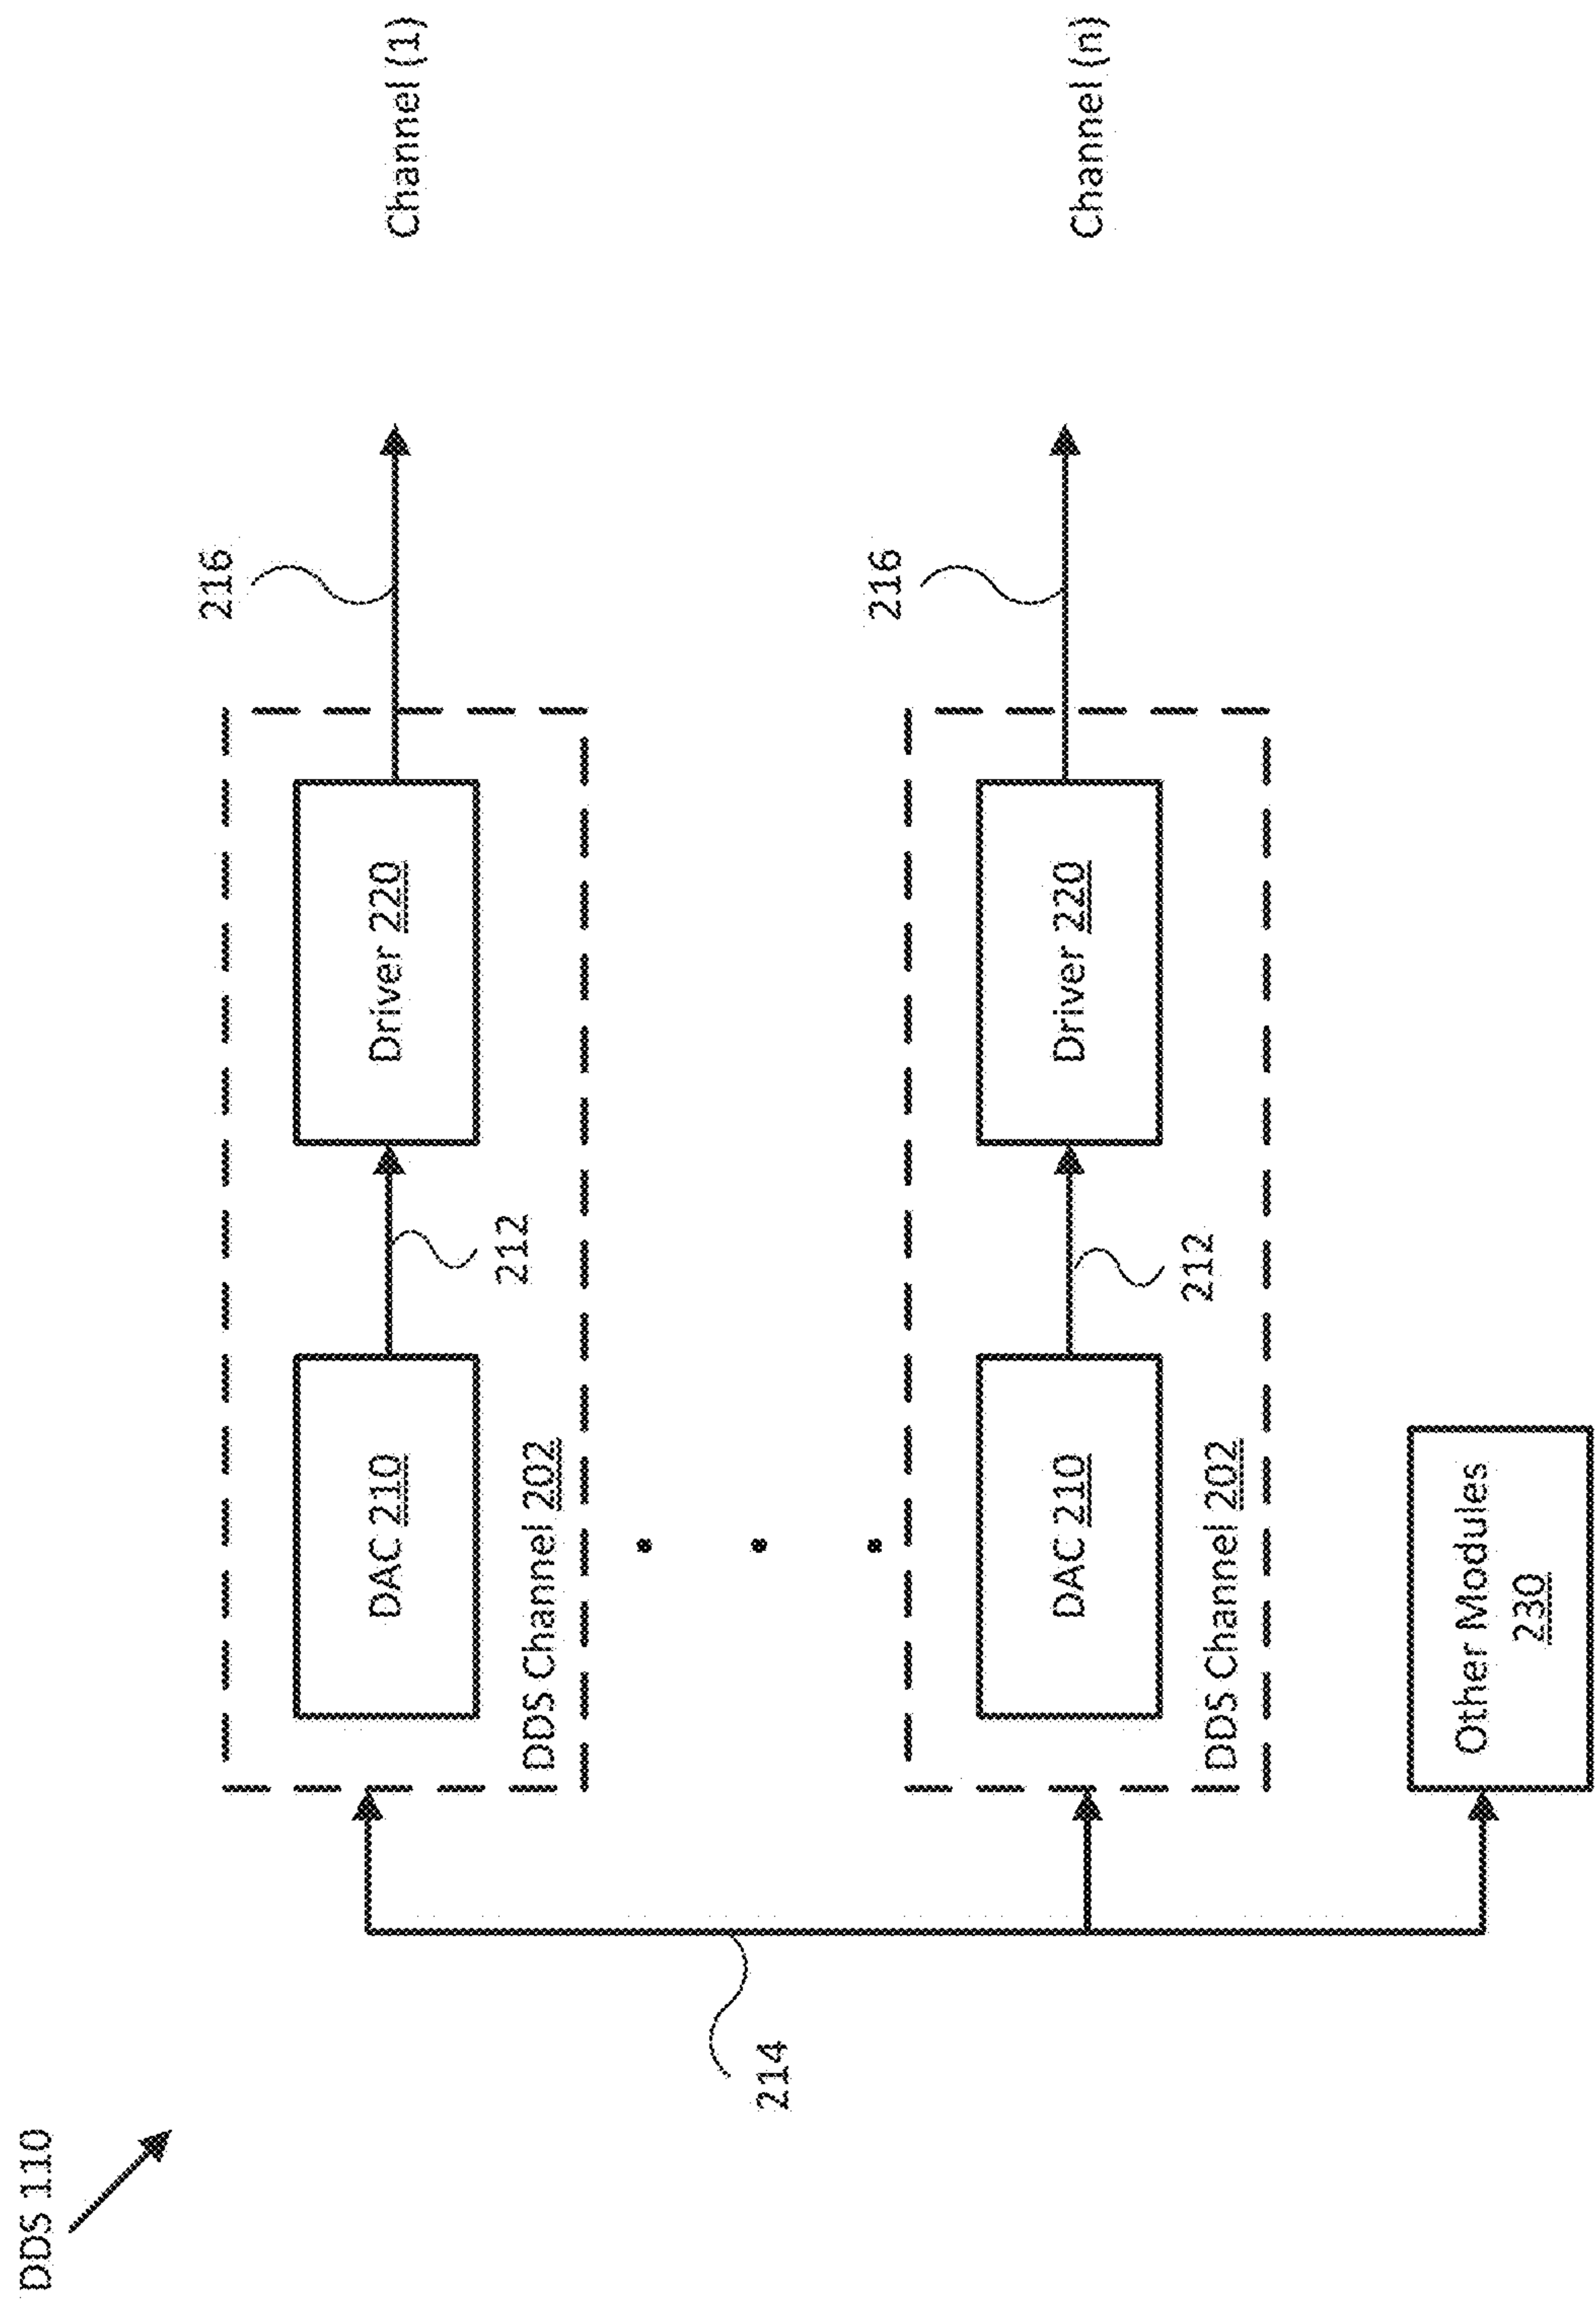 DDS 110
214
216
DAC 210
212
Driver 220
DDS Channel 202
Channel (1)
216
DAC 210
212
Driver 220
DDS Channel 202
Channel (n)
Other Modules
230